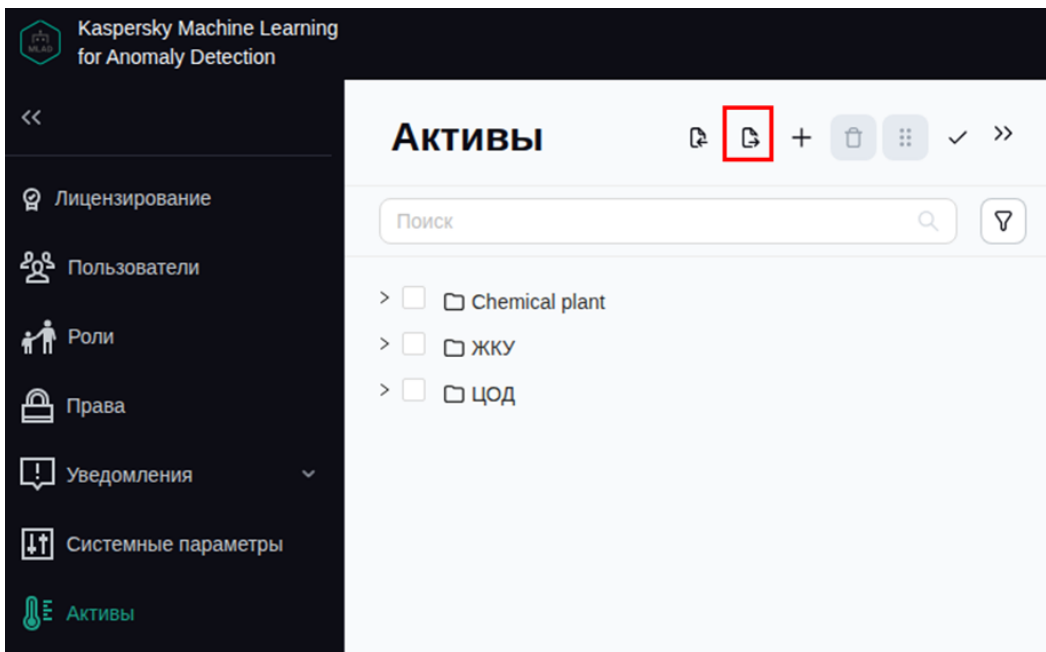 Kaspersky Machine Learning
for Anomaly Detection
MLAD
Активы
Лицензирование
Поиск
Пользователи
Chemical plant
Роли
ЖКУ
Права
ЦОД
Уведомления
Системные параметры
Активы